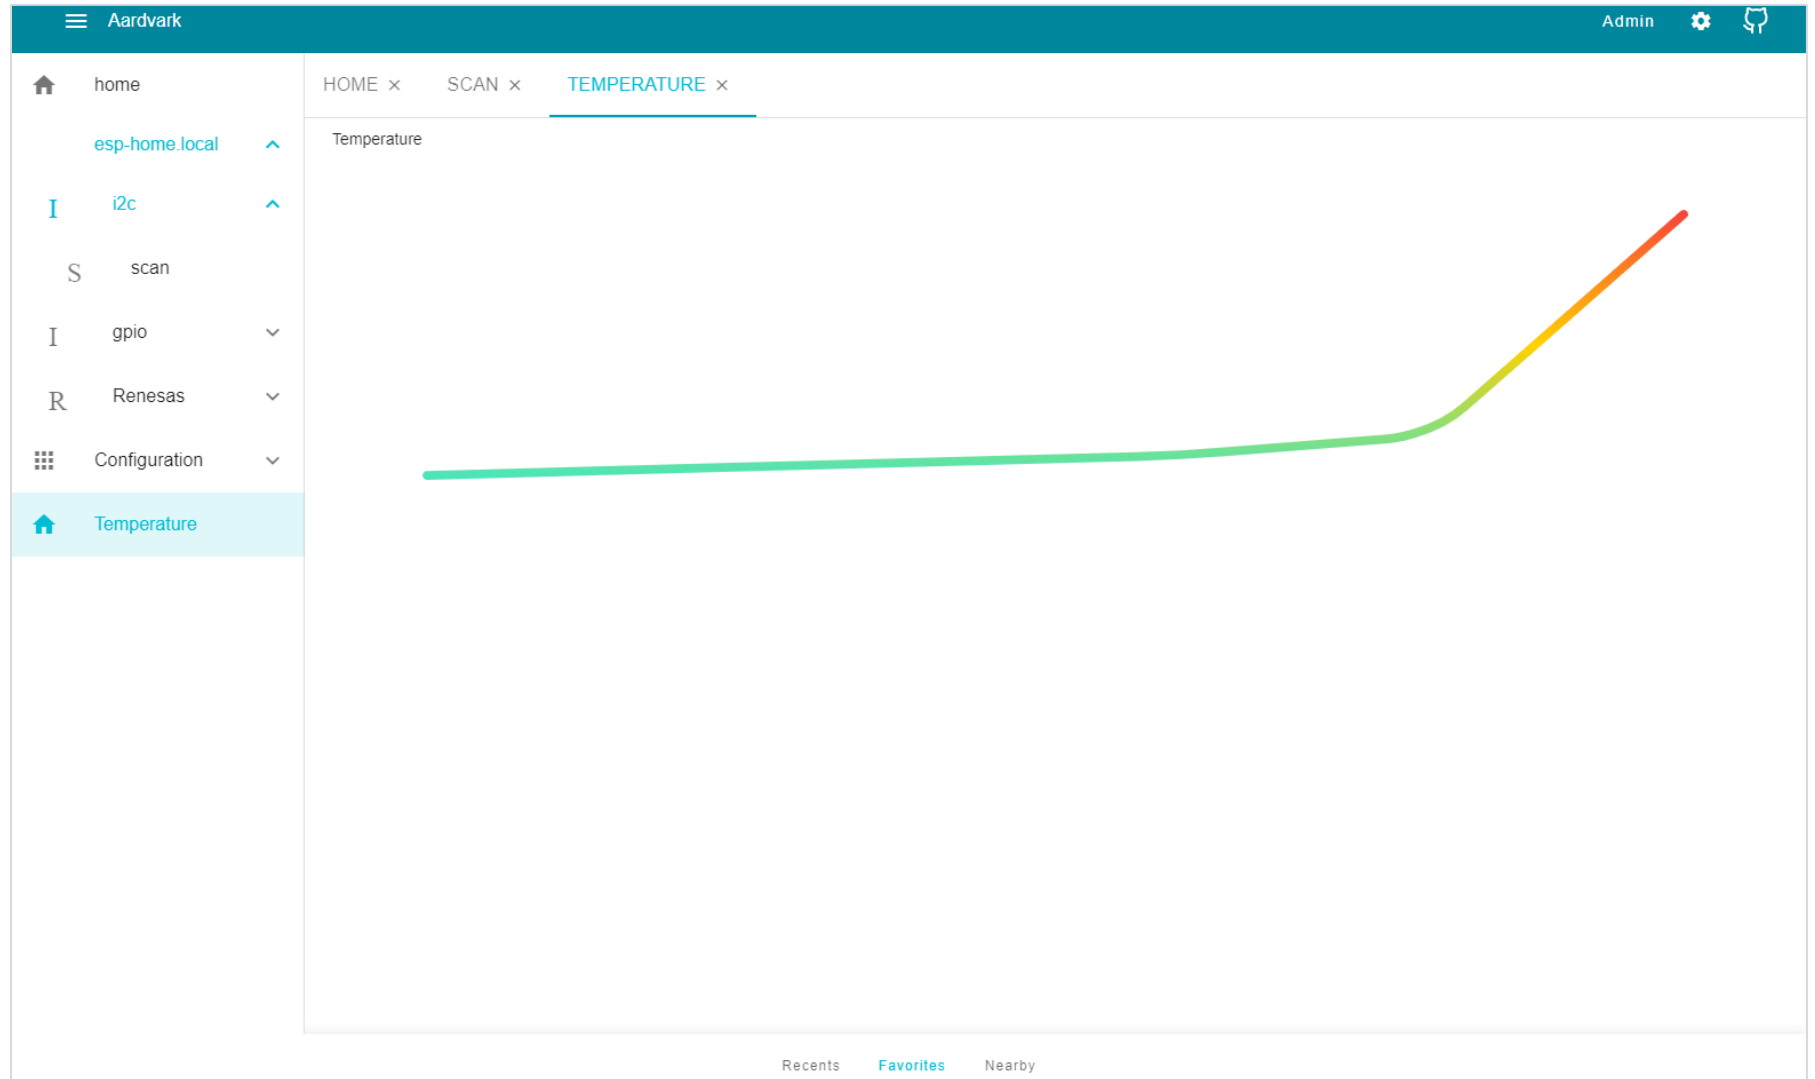 Aardvark
Admin
home
HOME
SCAN
TEMPERATURE
esp-home.local
Temperature
I i2c
S scan
I gpio
R Renesas
Configuration
Temperature
Recents Favorites Nearby